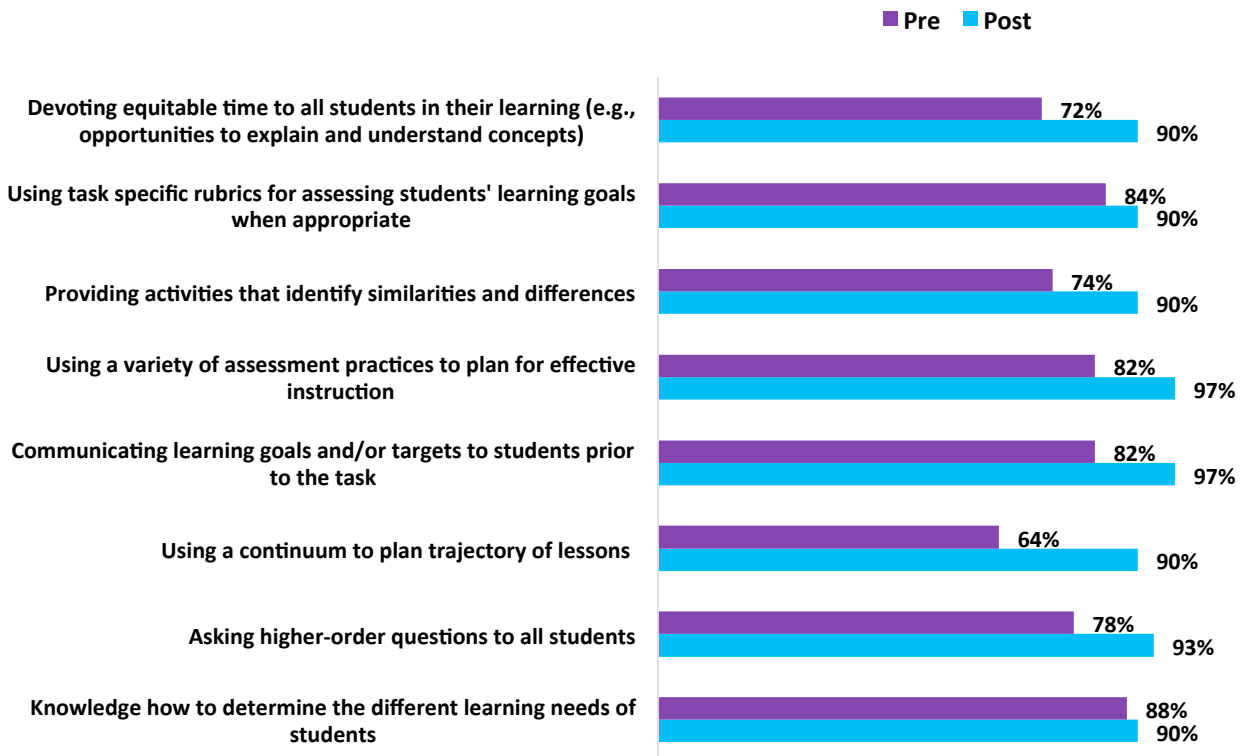 Pre Post
Devoting equitable time to all students in their learning (e.g.,
opportunities to explain and understand concepts)
72%
90%
Using task specific rubrics for assessing students' learning goals
when appropriate
84%
90%
Providing activities that identify similarities and differences
74%
90%
Using a variety of assessment practices to plan for effective
instruction
82%
97%
Communicating learning goals and/or targets to students prior
to the task
82%
97%
Using a continuum to plan trajectory of lessons
64%
90%
Asking higher-order questions to all students
78%
93%
Knowledge how to determine the different learning needs of
students
88%
90%